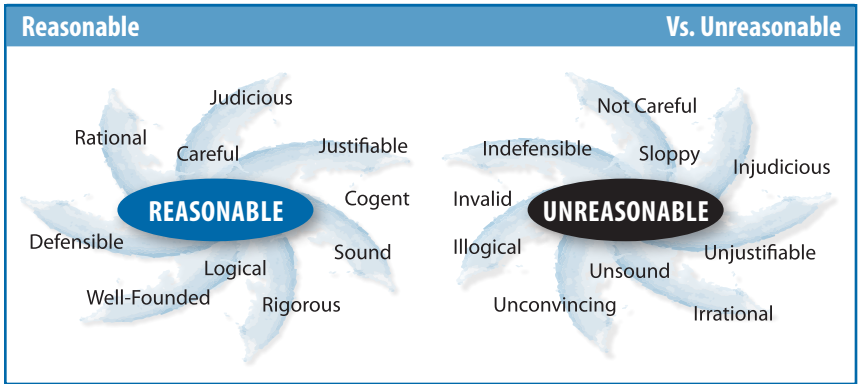 Reasonable
Vs. Unreasonable
Judicious
Rational
Careful
Justifiable
REASONABLE
Cogent
Defensible
Logical
Sound
Well-Founded
Rigorous
Not Careful
Indefensible
Sloppy
Injudicious
Invalid
UNREASONABLE
Illogical
Unsound
Unjustifiable
Unconvincing
Irrational